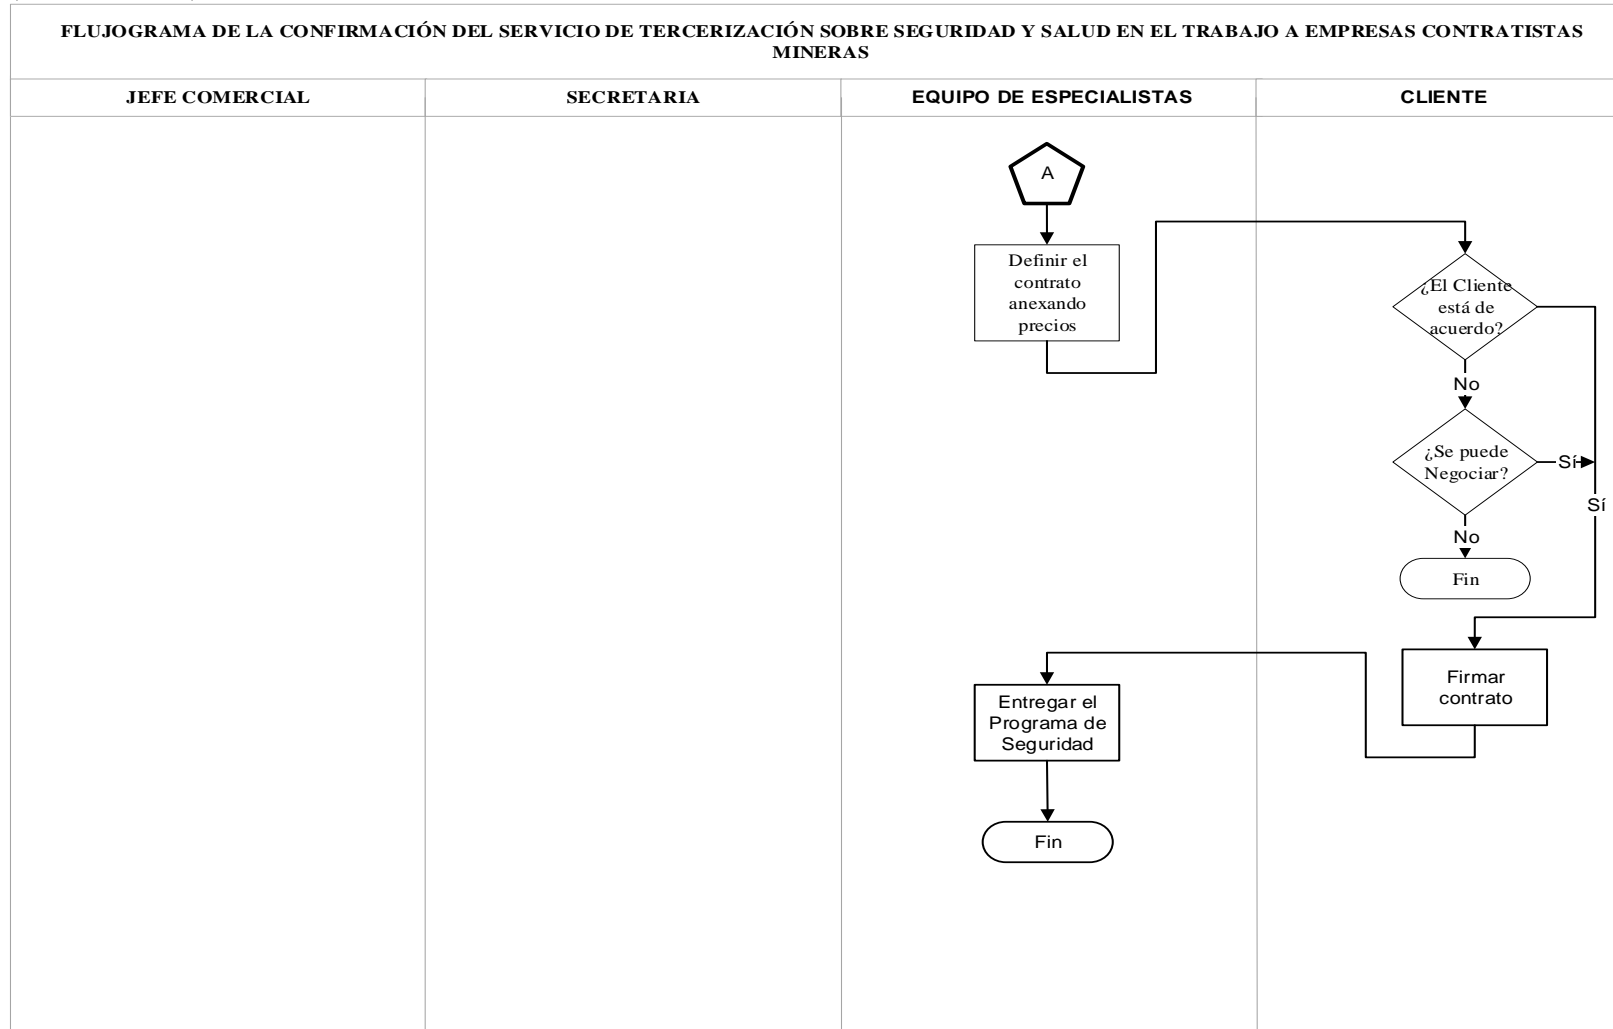 FLUJOGRAMA DE LA CONFIRMACIÓN DEL SERVICIO DE TERCERIZACIÓN SOBRE SEGURIDAD Y SALUD EN EL TRABAJO A EMPRESAS CONTRATISTAS
MINERAS
JEFE COMERCIAL
SECRETARIA
EQUIPO DE ESPECIALISTAS
CLIENTE
A
Definir el
contrato
anexando
precios
¿El Cliente
está de
acuerdo?
No
¿Se puede
Negociar?
Sí
Sí
No
Fin
Firmar
contrato
Entregar el
Programa de
Seguridad
Fin